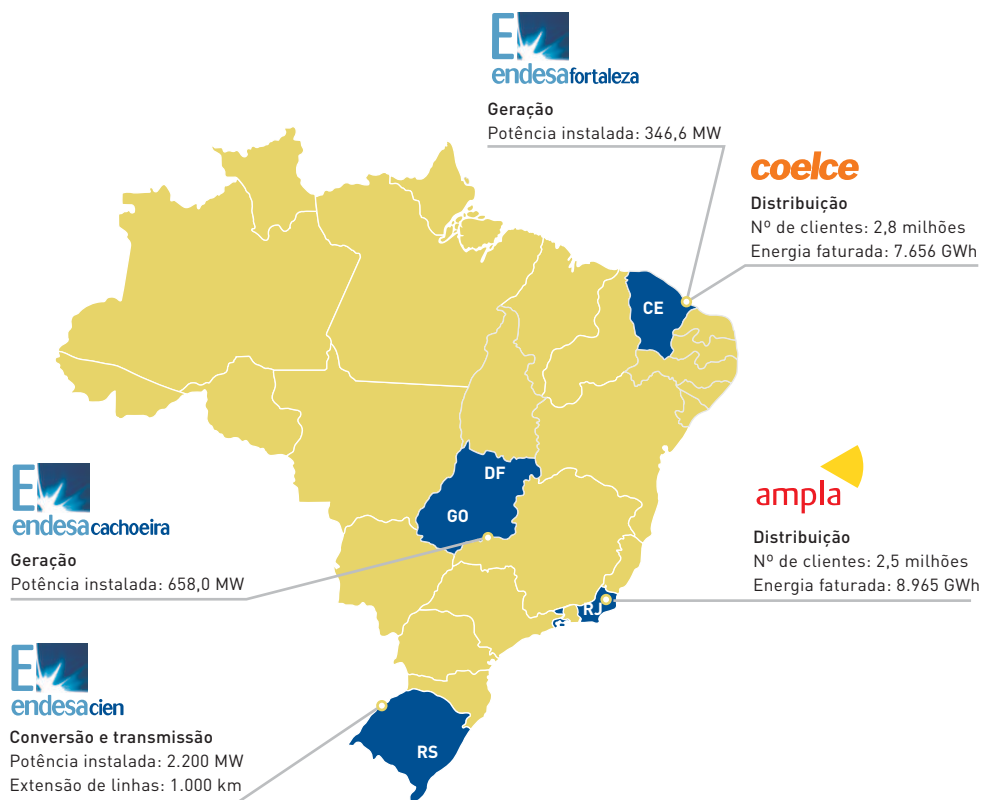 E
endesafortaleza
Geração
Potência instalada: 346,6 MW
coelce
Distribuição
Nº de clientes: 2,8 milhões
Energia faturada: 7.656 GWh
CE
E
endesacachoeira
Geração
Potência instalada: 658,0 MW
DF
GO
ampla
Distribuição
Nº de clientes: 2,5 milhões
Energia faturada: 8.965 GWh
RJ
E
endesacien
Conversão e transmissão
Potência instalada: 2.200 MW
Extensão de linhas: 1.000 km
RS